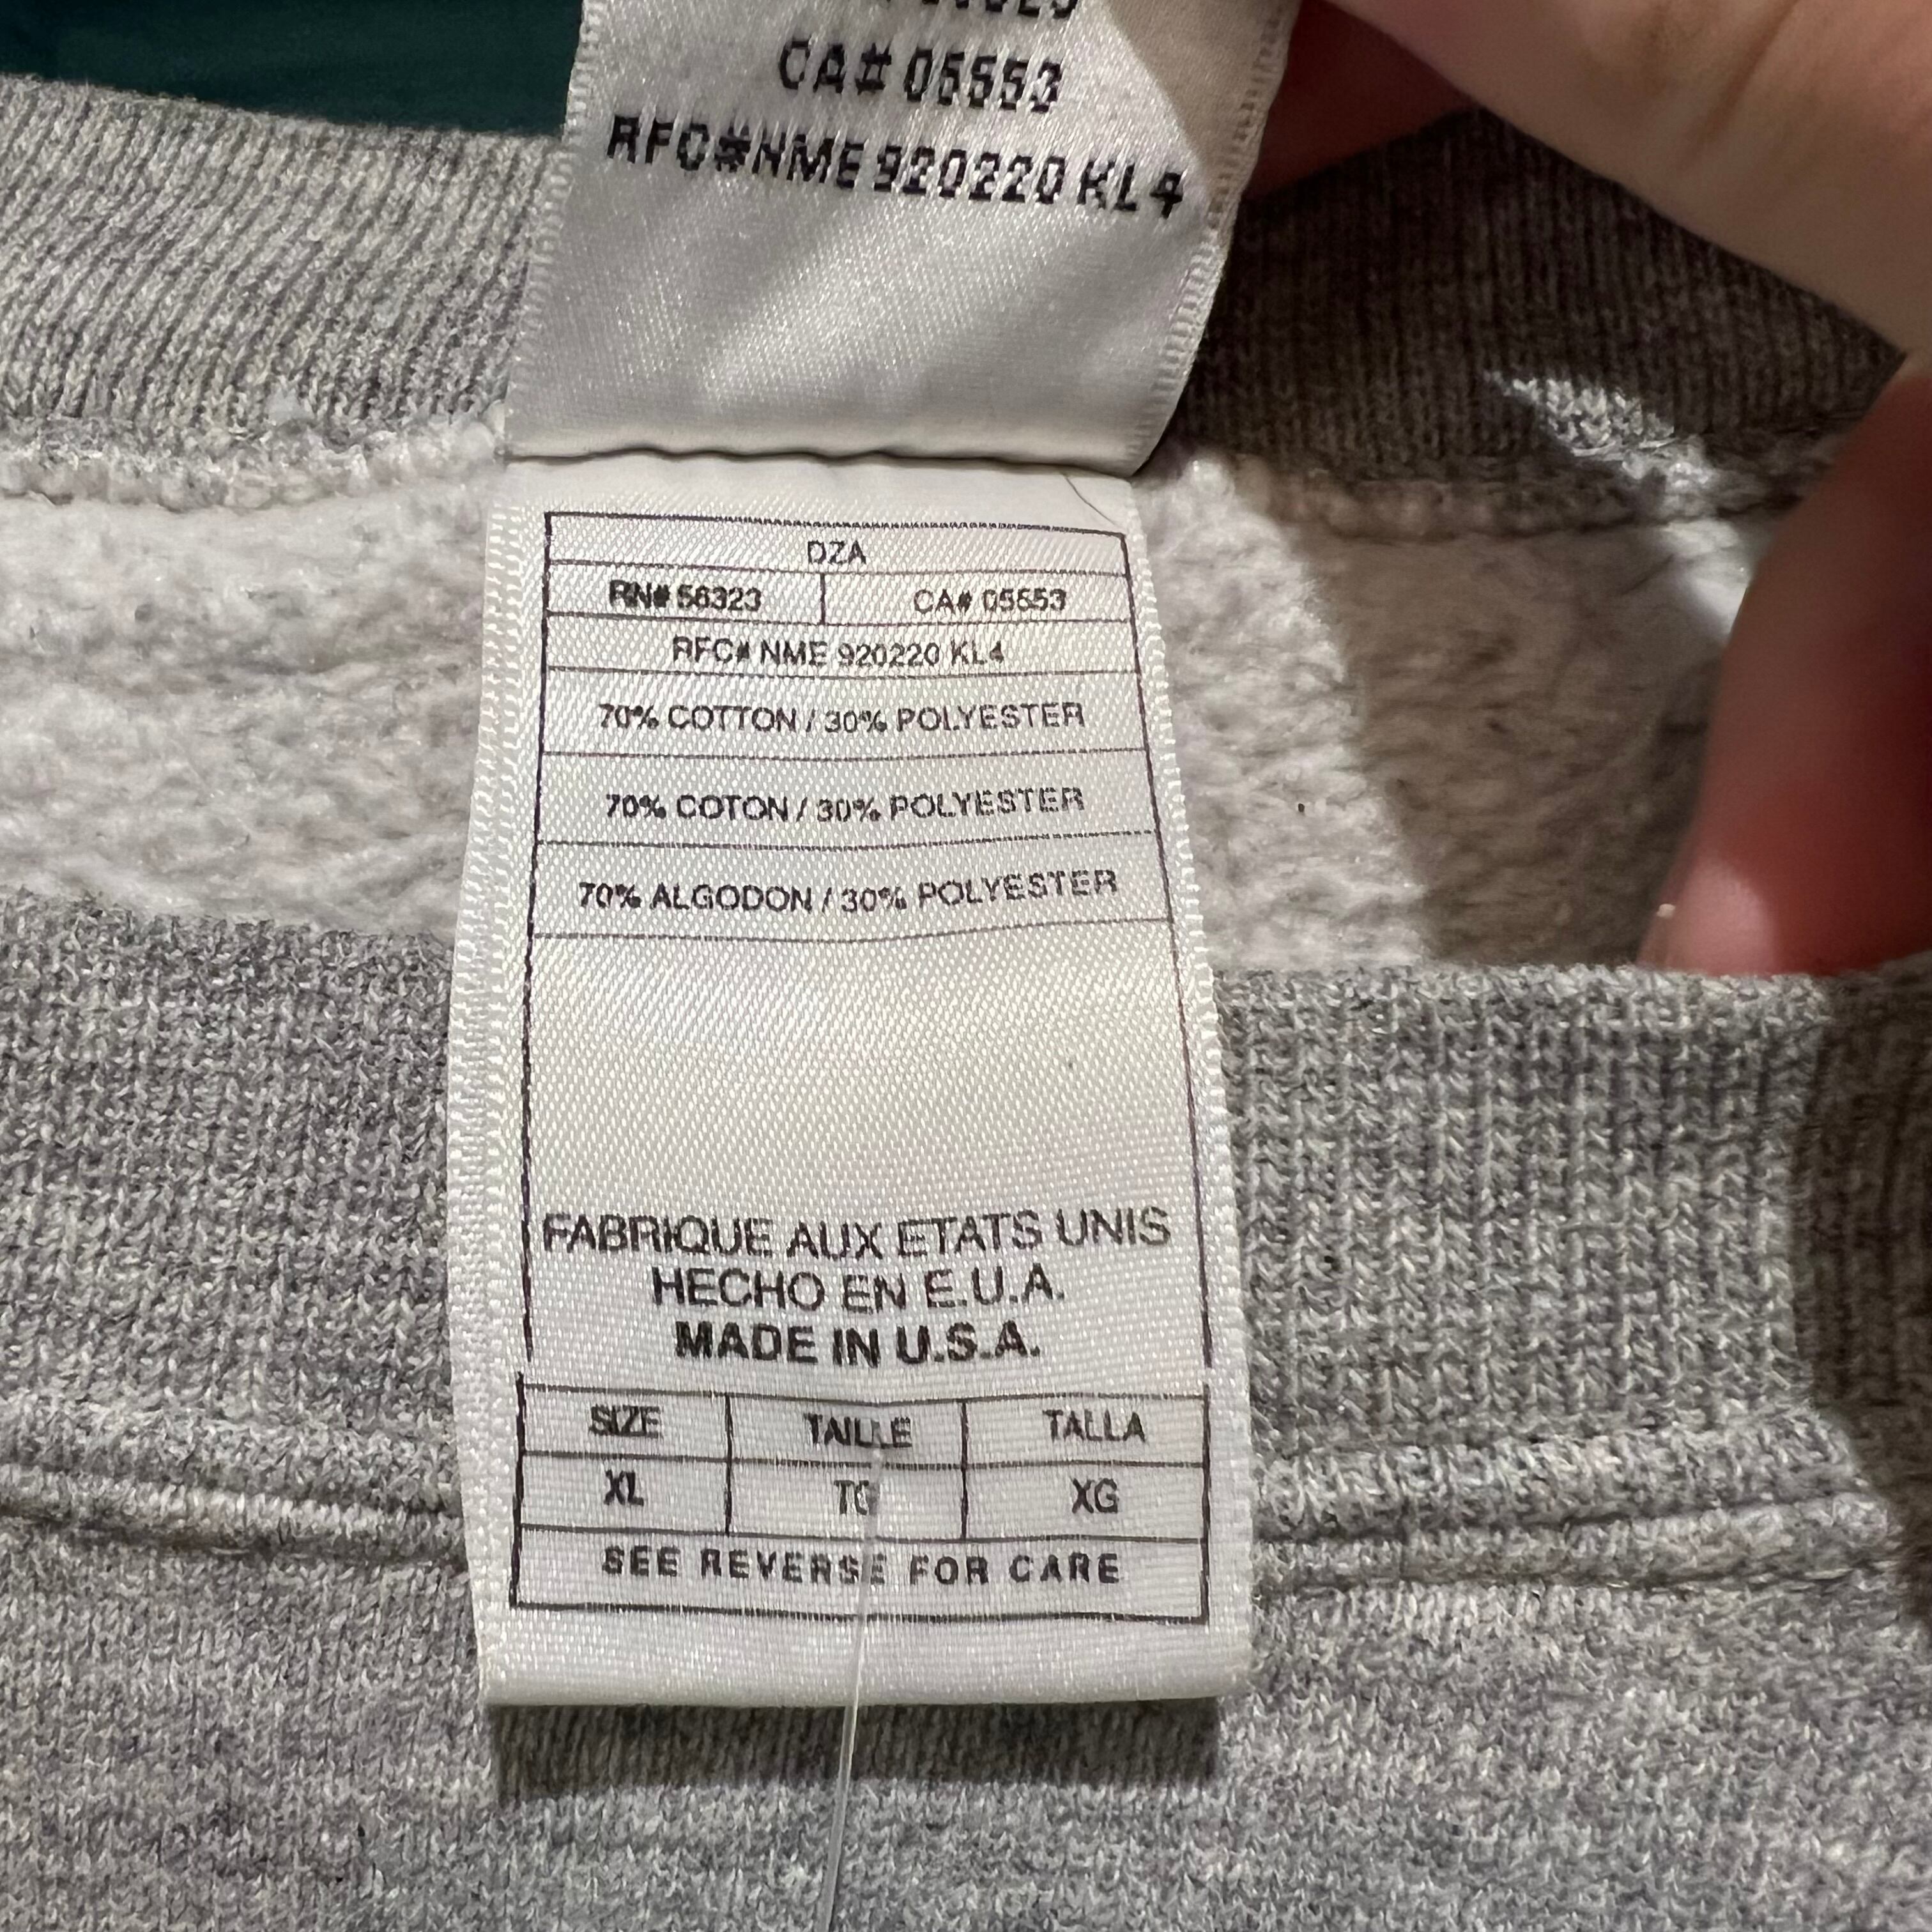 CA# 05553
RFC#NME 920220 KL4
DZA
RN# 56323 CA# 05553
RFC# NME 920220 KL4
70% COTTON / 30% POLYESTER
70% COTON / 30% POLYESTER
70% ALGODON / 30% POLYESTER
FABRIQUE AUX ETATS UNIS
HECHO EN E.U.A.
MADE IN U.S.A.
SIZE TAILLE TALLA
XL TG XG
SEE REVERSE FOR CARE